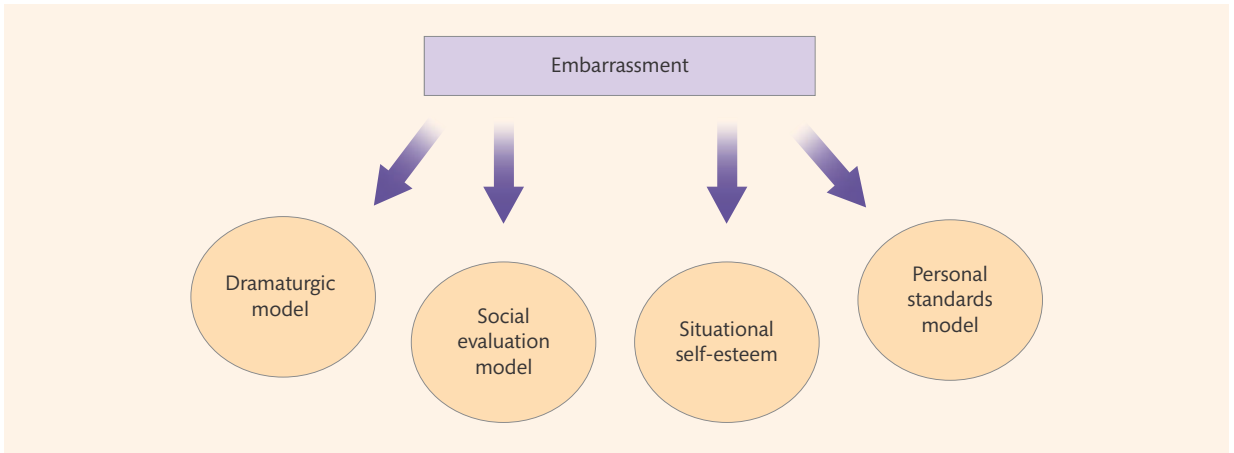 Embarrassment
Dramaturgic
model
Social
evaluation
model
Situational
self-esteem
Personal
standards
model